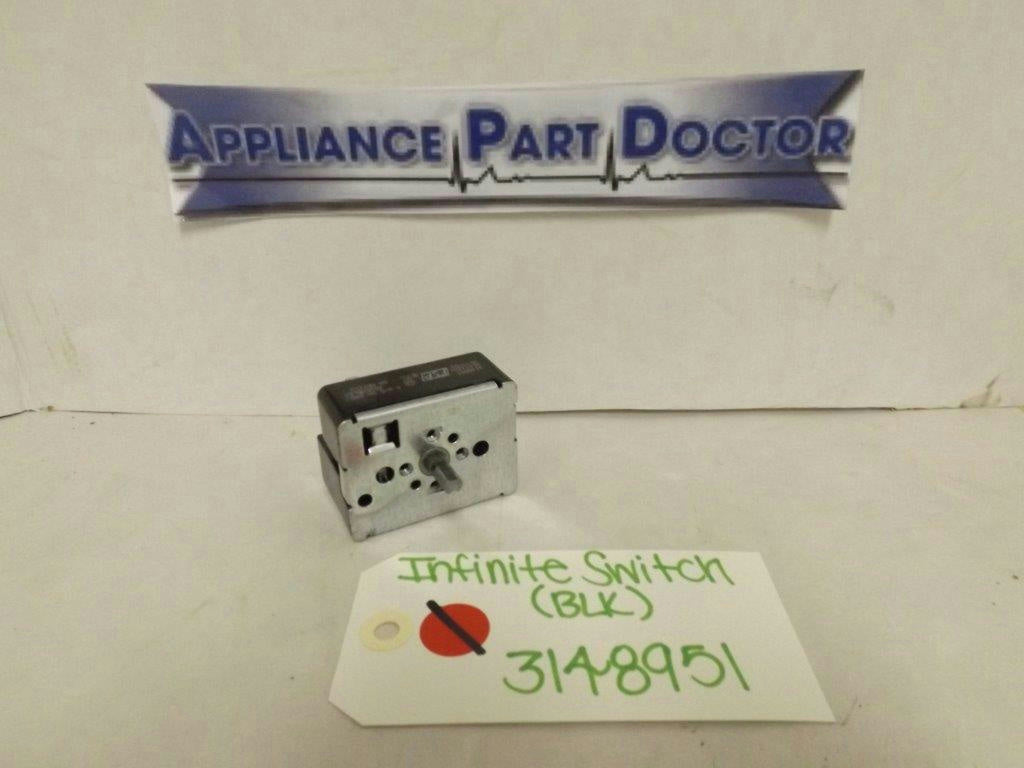 APPLIANCE PART DOCTOR
Infinite Switch
(BLK)
3148951